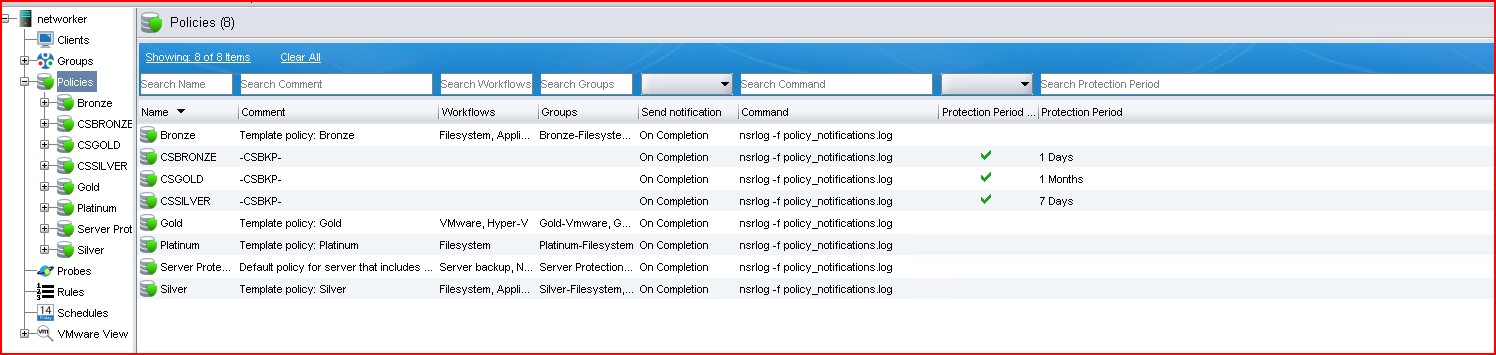 networker
Clients
Groups
Policies
Bronze
CSBRONZE
CSGOLD
CSSILVER
Gold
Platinum
Server Prot
Silver
Probes
Rules
Schedules
VMware View
Policies (8)
Showing: 8 of 8 Items Clear All
Search Name Search Comment Search Workflows Search Groups Search Command Search Protection Period
Name Comment Workflows Groups Send notification Command Protection Period ... Protection Period
Bronze Template policy: Bronze Filesystem, Appli... Bronze-Filesyste... On Completion nsrlog -f policy_notifications.log
CSBRONZE -CSBKP- On Completion nsrlog -f policy_notifications.log 1 Days
CSGOLD -CSBKP- On Completion nsrlog -f policy_notifications.log 1 Months
CSSILVER -CSBKP- On Completion nsrlog -f policy_notifications.log 7 Days
Gold Template policy: Gold VMware, Hyper-V Gold-Vmware, G... On Completion nsrlog -f policy_notifications.log
Platinum Template policy: Platinum Filesystem Platinum-Filesystem On Completion nsrlog -f policy_notifications.log
Server Prote... Default policy for server that includes ... Server backup, N... Server Protection... On Completion nsrlog -f policy_notifications.log
Silver Template policy: Silver Filesystem, Appli... Silver-Filesystem,... On Completion nsrlog -f policy_notifications.log